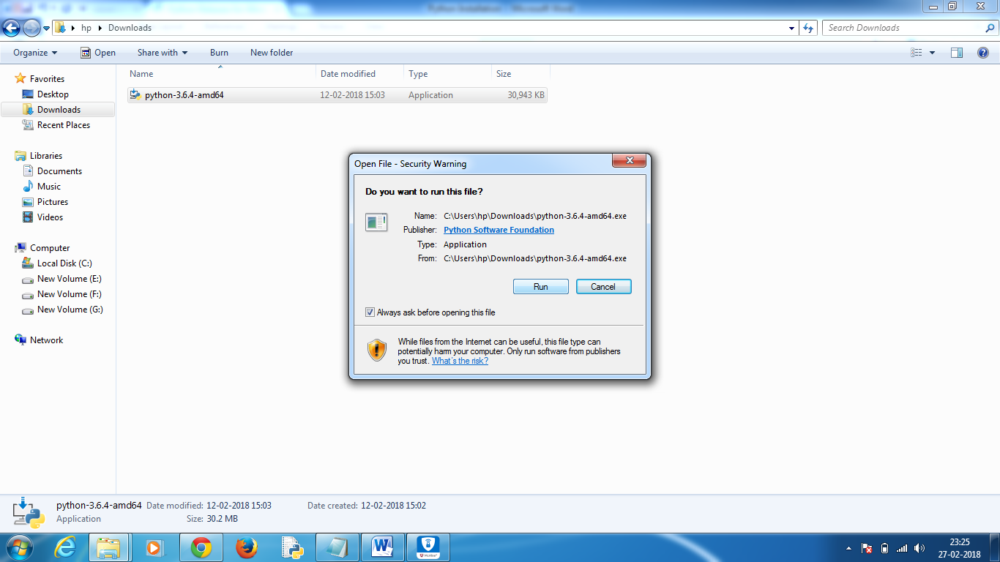 hp Downloads
Search Downloads
Organize Open Share with Burn New folder
Name Date modified Type Size
python-3.6.4-amd64 12-02-2018 15:03 Application 30,943 KB
Favorites
Desktop
Downloads
Recent Places
Libraries
Documents
Music
Pictures
Videos
Computer
Local Disk (C:)
New Volume (E:)
New Volume (F:)
New Volume (G:)
Network
Open File - Security Warning
Do you want to run this file?
Name: C:\Users\hp\Downloads\python-3.6.4-amd64.exe
Publisher: Python Software Foundation
Type: Application
From: C:\Users\hp\Downloads\python-3.6.4-amd64.exe
Run Cancel
Always ask before opening this file
While files from the Internet can be useful, this file type can
potentially harm your computer. Only run software from publishers
you trust. What's the risk?
python-3.6.4-amd64 Date modified: 12-02-2018 15:03 Date created: 12-02-2018 15:02
Application Size: 30.2 MB
McAfee
23:25
27-02-2018